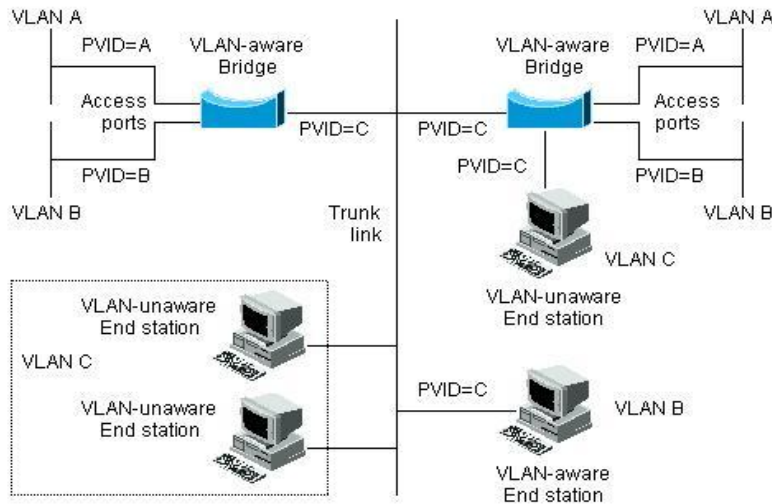 VLAN A
PVID=A
VLAN-aware
Bridge
Access
ports
PVID=B
VLAN B
PVID=C
VLAN-aware
Bridge
PVID=C
PVID=A
VLAN A
Access
ports
PVID=B
VLAN B
PVID=C
VLAN C
VLAN-unaware
End station
Trunk
link
VLAN-unaware
End station
VLAN C
VLAN-unaware
End station
PVID=C
VLAN B
VLAN-aware
End station